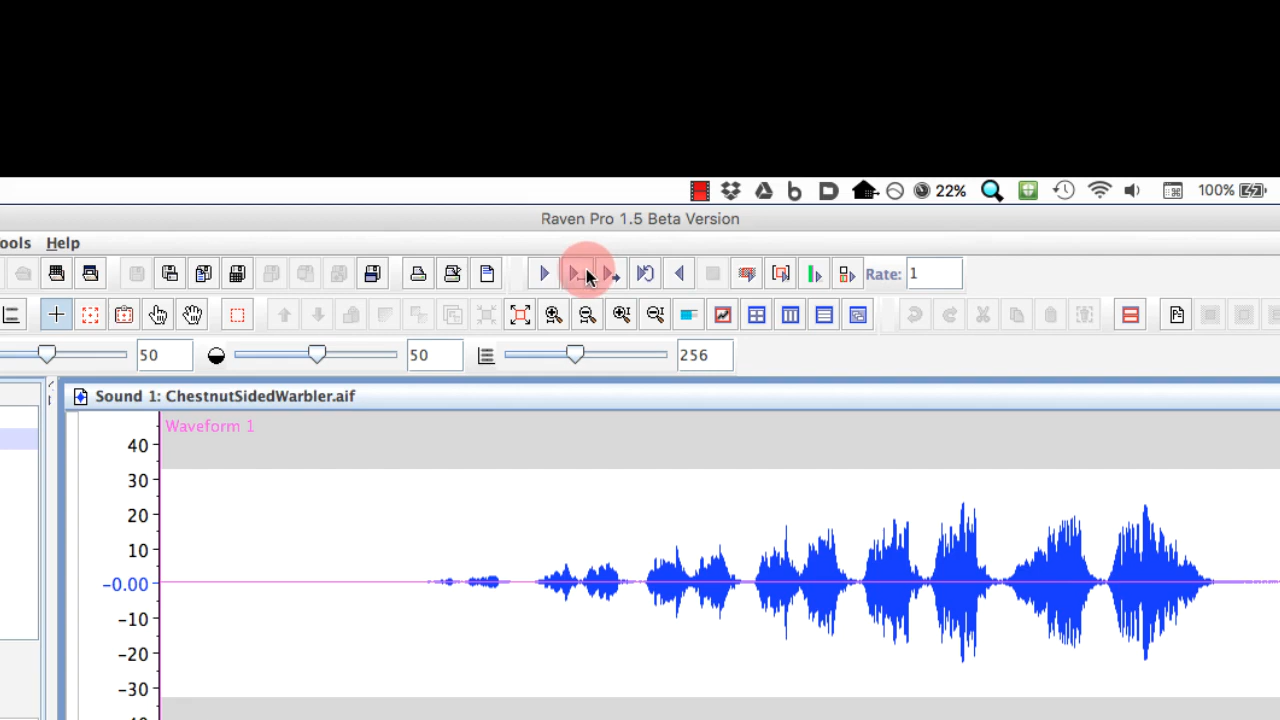 22% 100%
Raven Pro 1.5 Beta Version
ools Help
Rate: 1
50 50 256
Sound 1: ChestnutSidedWarbler.aif
Waveform 1
40
30
20
10
-0.00
-10
-20
-30